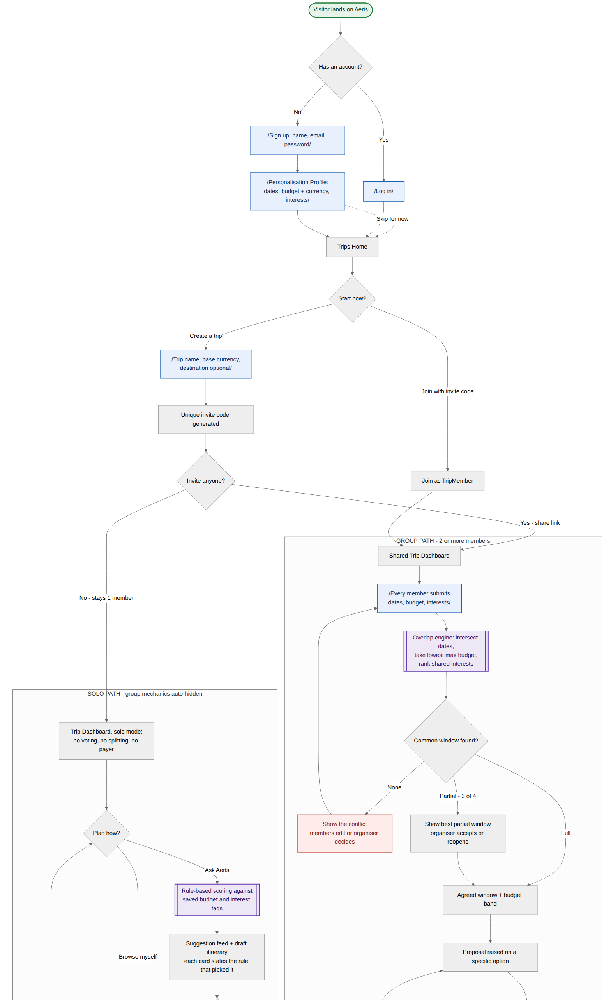 Visitor lands on Aeris
Has an account?
No
Yes
/Sign up: name, email,
password/
/Personalisation Profile:
dates, budget + currency,
interests/
/Log in/
Skip for now
Trips Home
Start how?
Create a trip
/Trip name, base currency,
destination optional/
Join with invite code
Unique invite code
generated
Invite anyone?
Join as TripMember
Yes - share link
GROUP PATH - 2 or more members
Shared Trip Dashboard
/Every member submits
dates, budget, interests/
No - stays 1 member
Overlap engine: intersect
dates,
take lowest max budget,
rank shared interests
SOLO PATH - group mechanics auto-hidden
Trip Dashboard, solo mode:
no voting, no splitting, no
payer
Common window found?
None
Partial - 3 of 4
Full
Show the conflict
members edit or organiser
decides
Show best partial window
organiser accepts or
reopens
Plan how?
Ask Aeris
Rule-based scoring against
saved budget and interest
tags
Agreed window + budget
band
Suggestion feed + draft
itinerary
each card states the rule
that picked it
Browse myself
Proposal raised on a
specific option